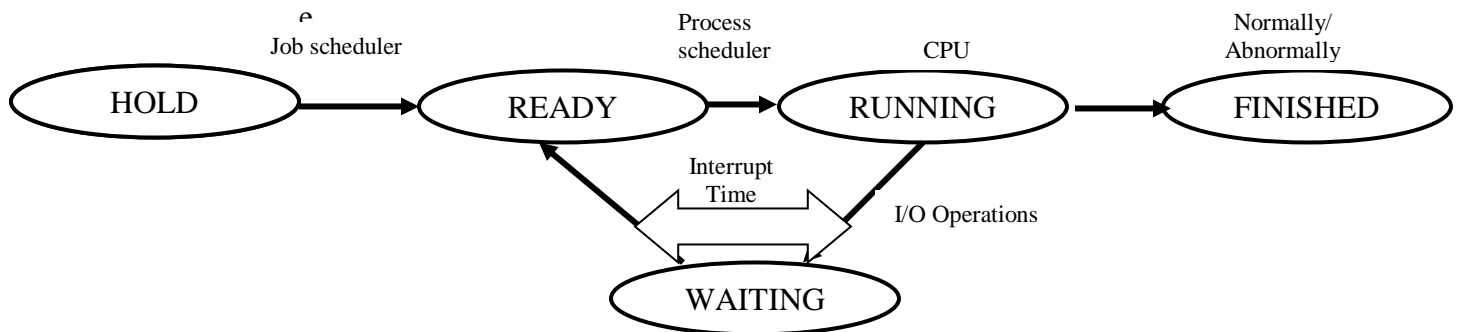 e
Job scheduler
Process
scheduler
CPU
Normally/
Abnormally
HOLD
READY
RUNNING
FINISHED
Interrupt
Time
I/O Operations
WAITING